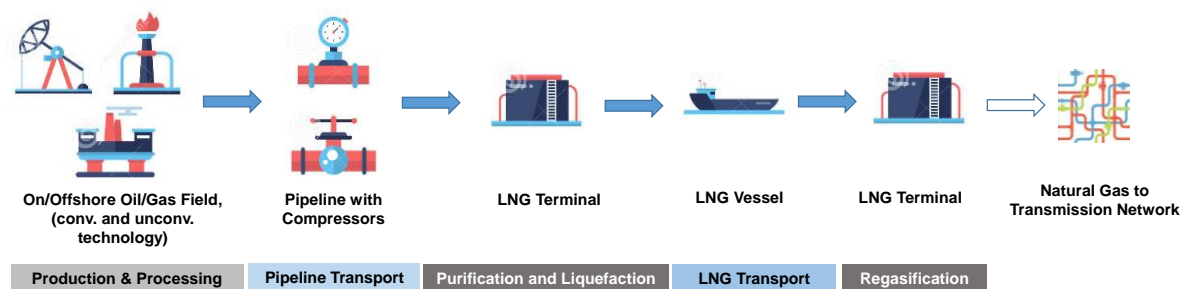 On/Offshore Oil/Gas Field,
(conv. and unconv.
technology)
Pipeline with
Compressors
LNG Terminal
LNG Vessel
LNG Terminal
Natural Gas to
Transmission Network
Production & Processing
Pipeline Transport
Purification and Liquefaction
LNG Transport
Regasification